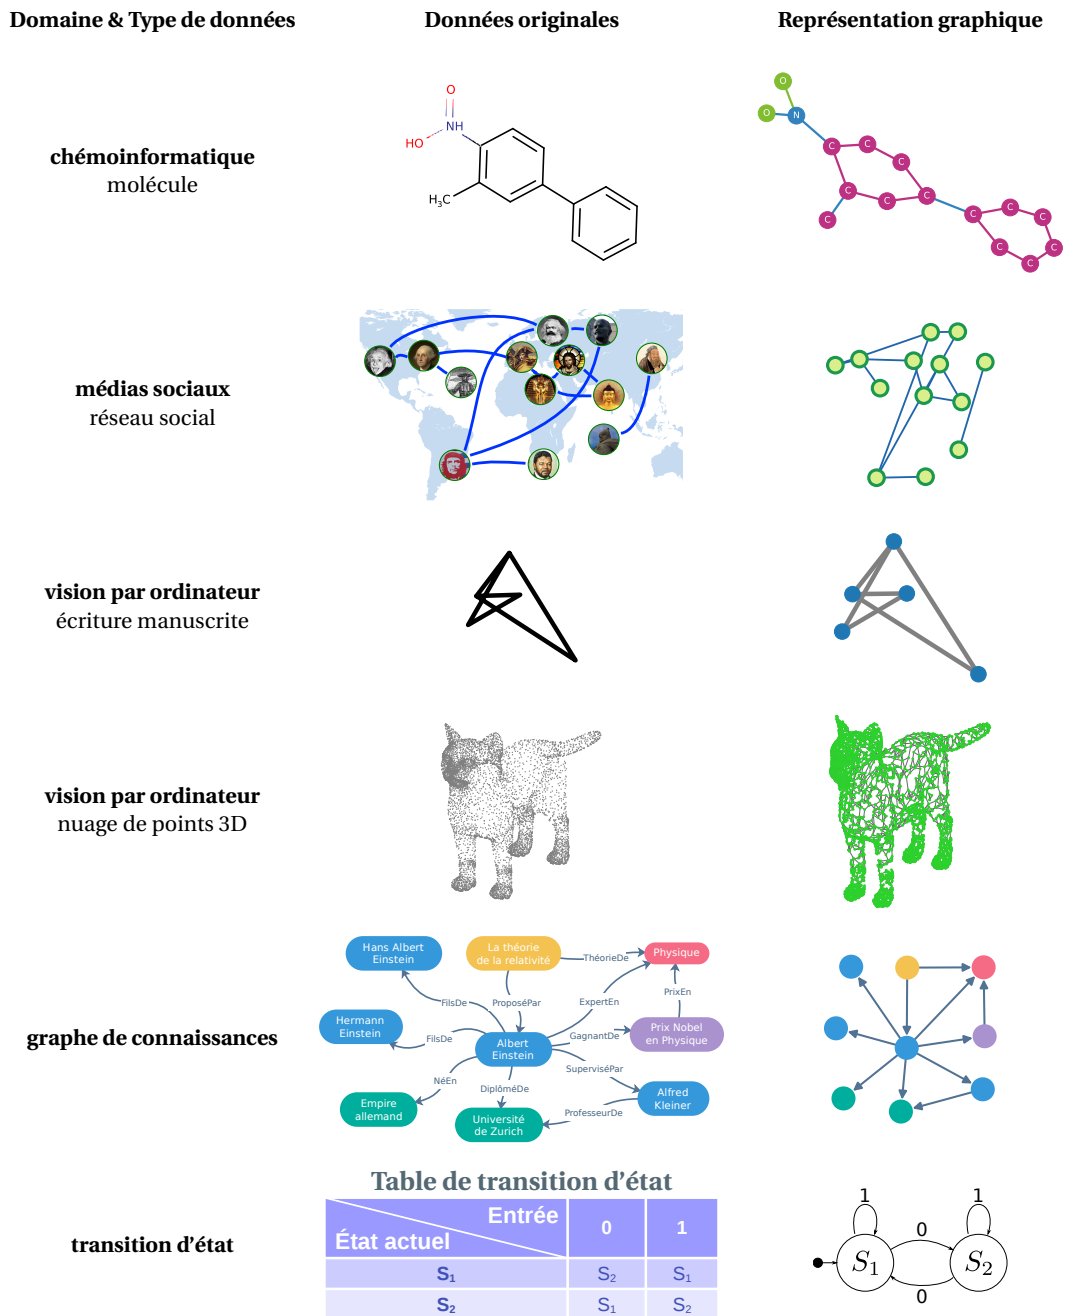 Domaine & Type de données
Données originales
Représentation graphique
chémoinformatique
molécule
O
NH
HO
H3C
O
O
N
C
C
C
C
C
C
C
C
C
C
C
C
C
médias sociaux
réseau social
vision par ordinateur
écriture manuscrite
vision par ordinateur
nuage de points 3D
graphe de connaissances
Hans Albert
Einstein
La théorie
de la relativité
Physique
ThéorieDe
FilsDe
ProposéPar
ExpertEn
PrixEn
Hermann
Einstein
FilsDe
Albert
Einstein
GagnantDe
Prix Nobel
en Physique
NéEn
DiplôméDe
SuperviséPar
Empire
allemand
Université
de Zurich
ProfesseurDe
Alfred
Kleiner
transition d'état
Table de transition d'état
Entrée
État actuel
0
1
S1
S2
S1
S2
S1
S2
1
1
0
S1
S2
0